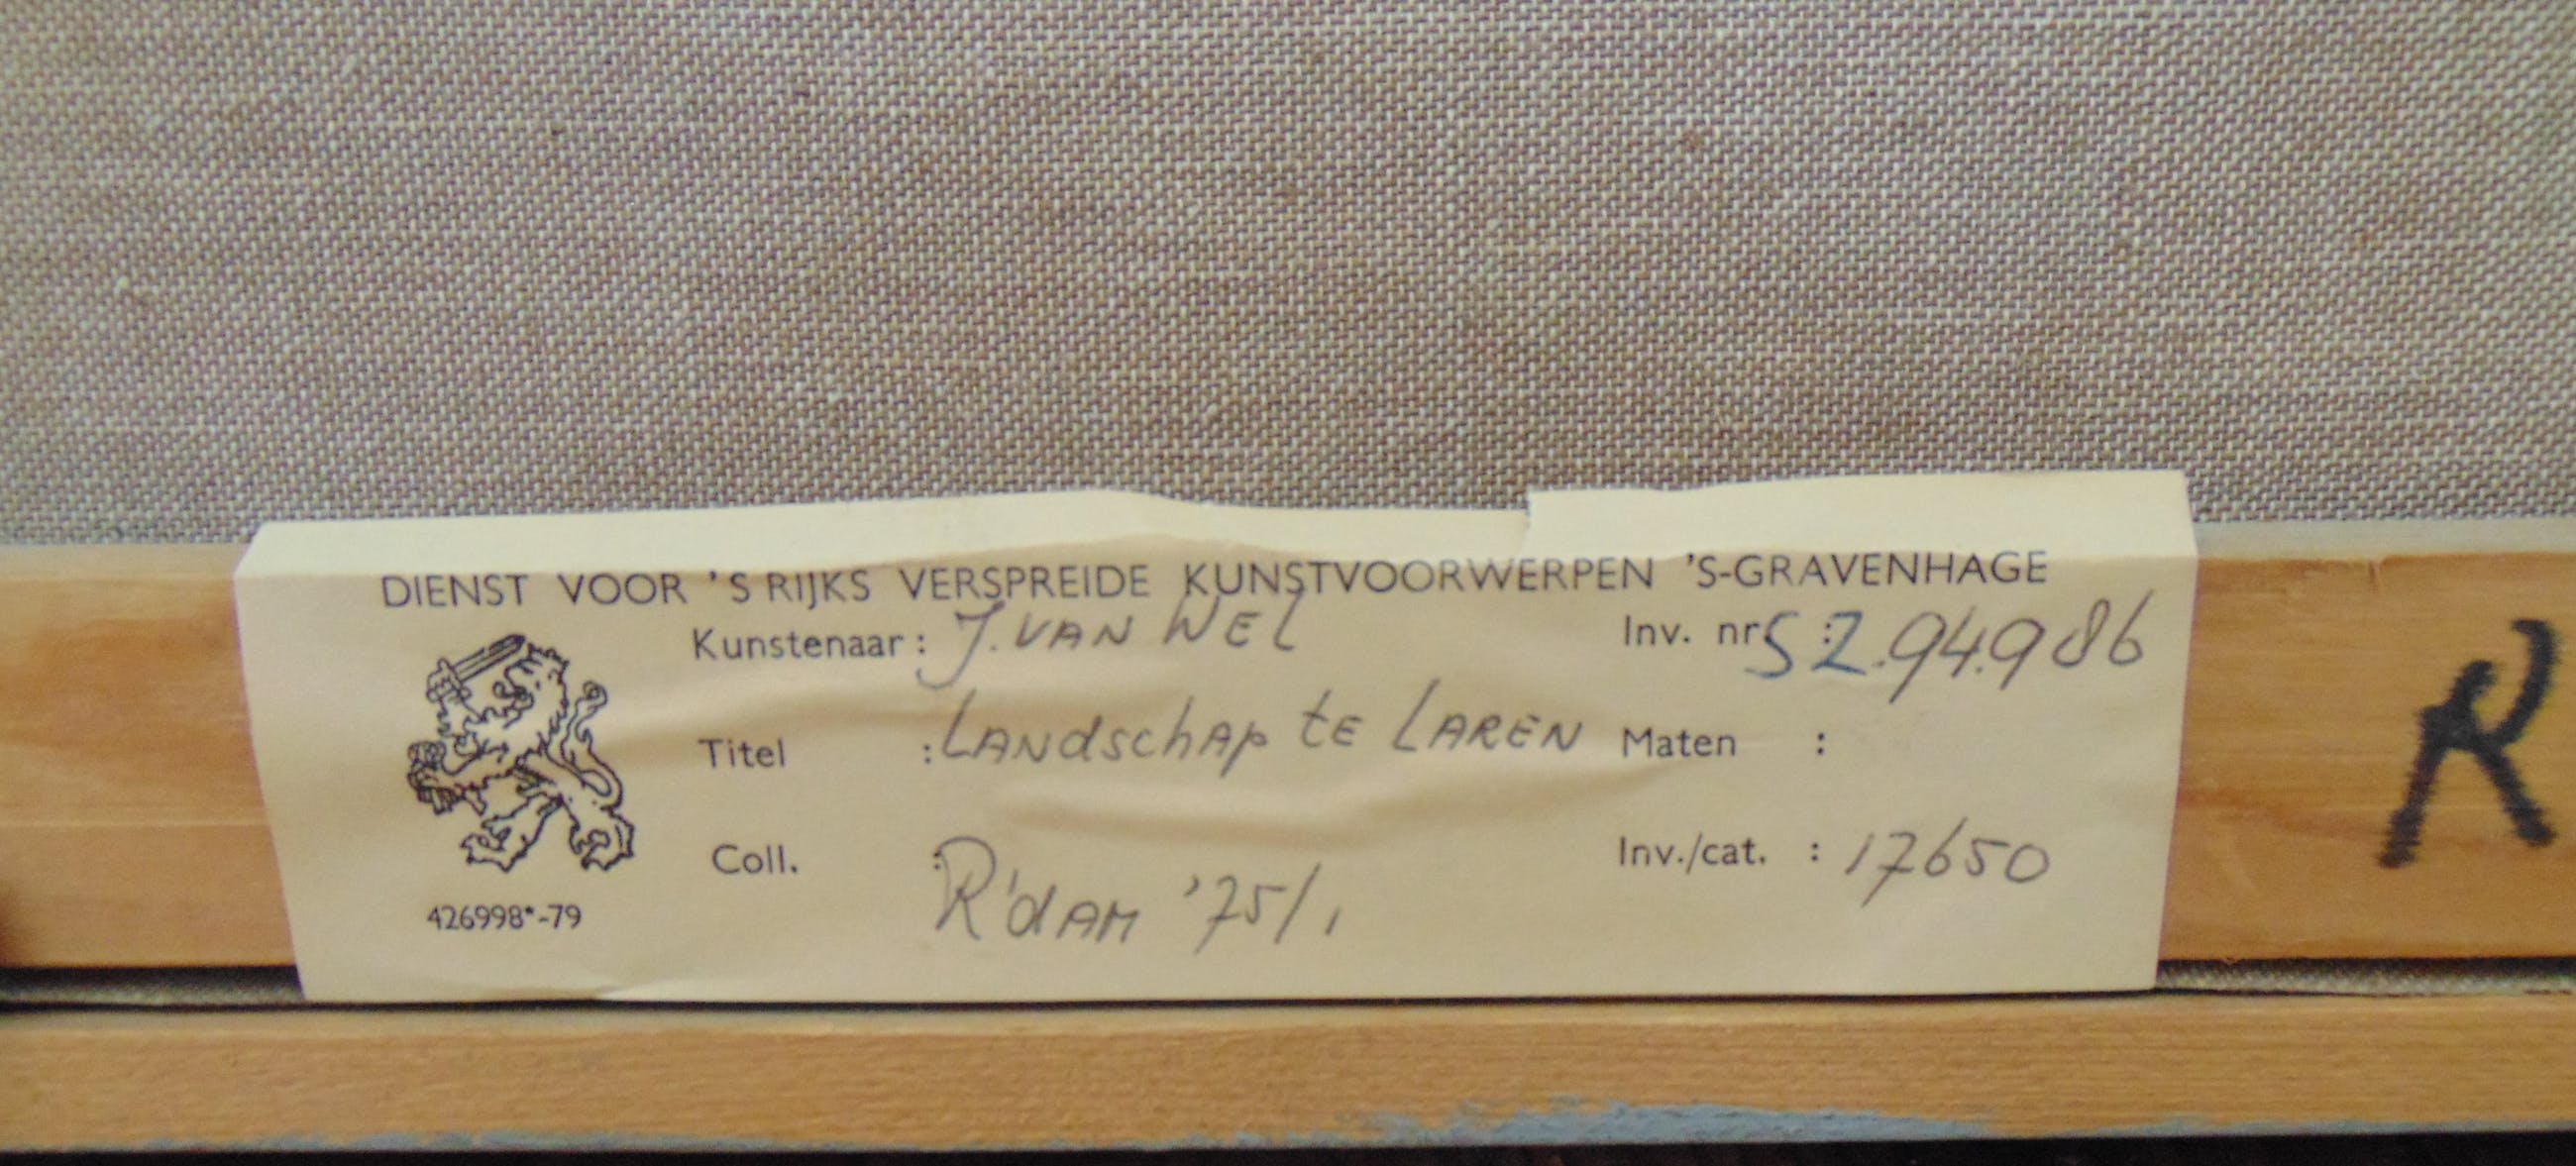 DIENST VOOR 'S RIJKS VERSPREIDE KUNSTVOORWERPEN 'S-GRAVENHAGE
Kunstenaar : J. VAN WEL Inv. nr : SZ.94.986
Titel : LANDSCHAP TE LAREN Maten :
Coll. : R'DAM '75/1 Inv./cat. : 17650
426998*-79
R